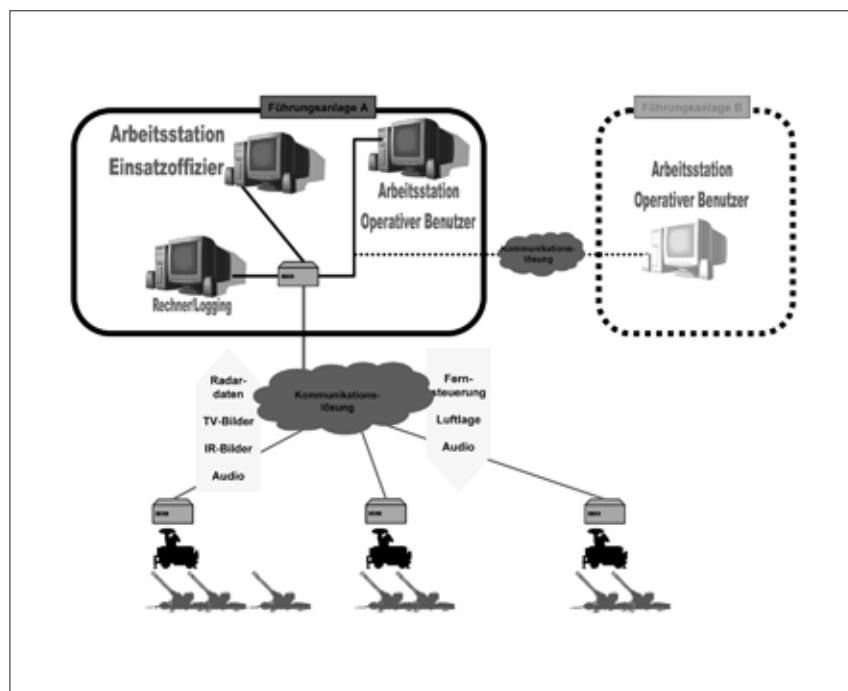 Führungsanlage A
Führungsanlage B
Arbeitsstation
Einsatzoffizier
Arbeitsstation
Operativer Benutzer
Arbeitsstation
Operativer Benutzer
Kommunikations-
lösung
Rechner/Logging
Radar-
daten
TV-Bilder
IR-Bilder
Audio
Kommunikations-
lösung
Fern-
steuerung
Luftlage
Audio